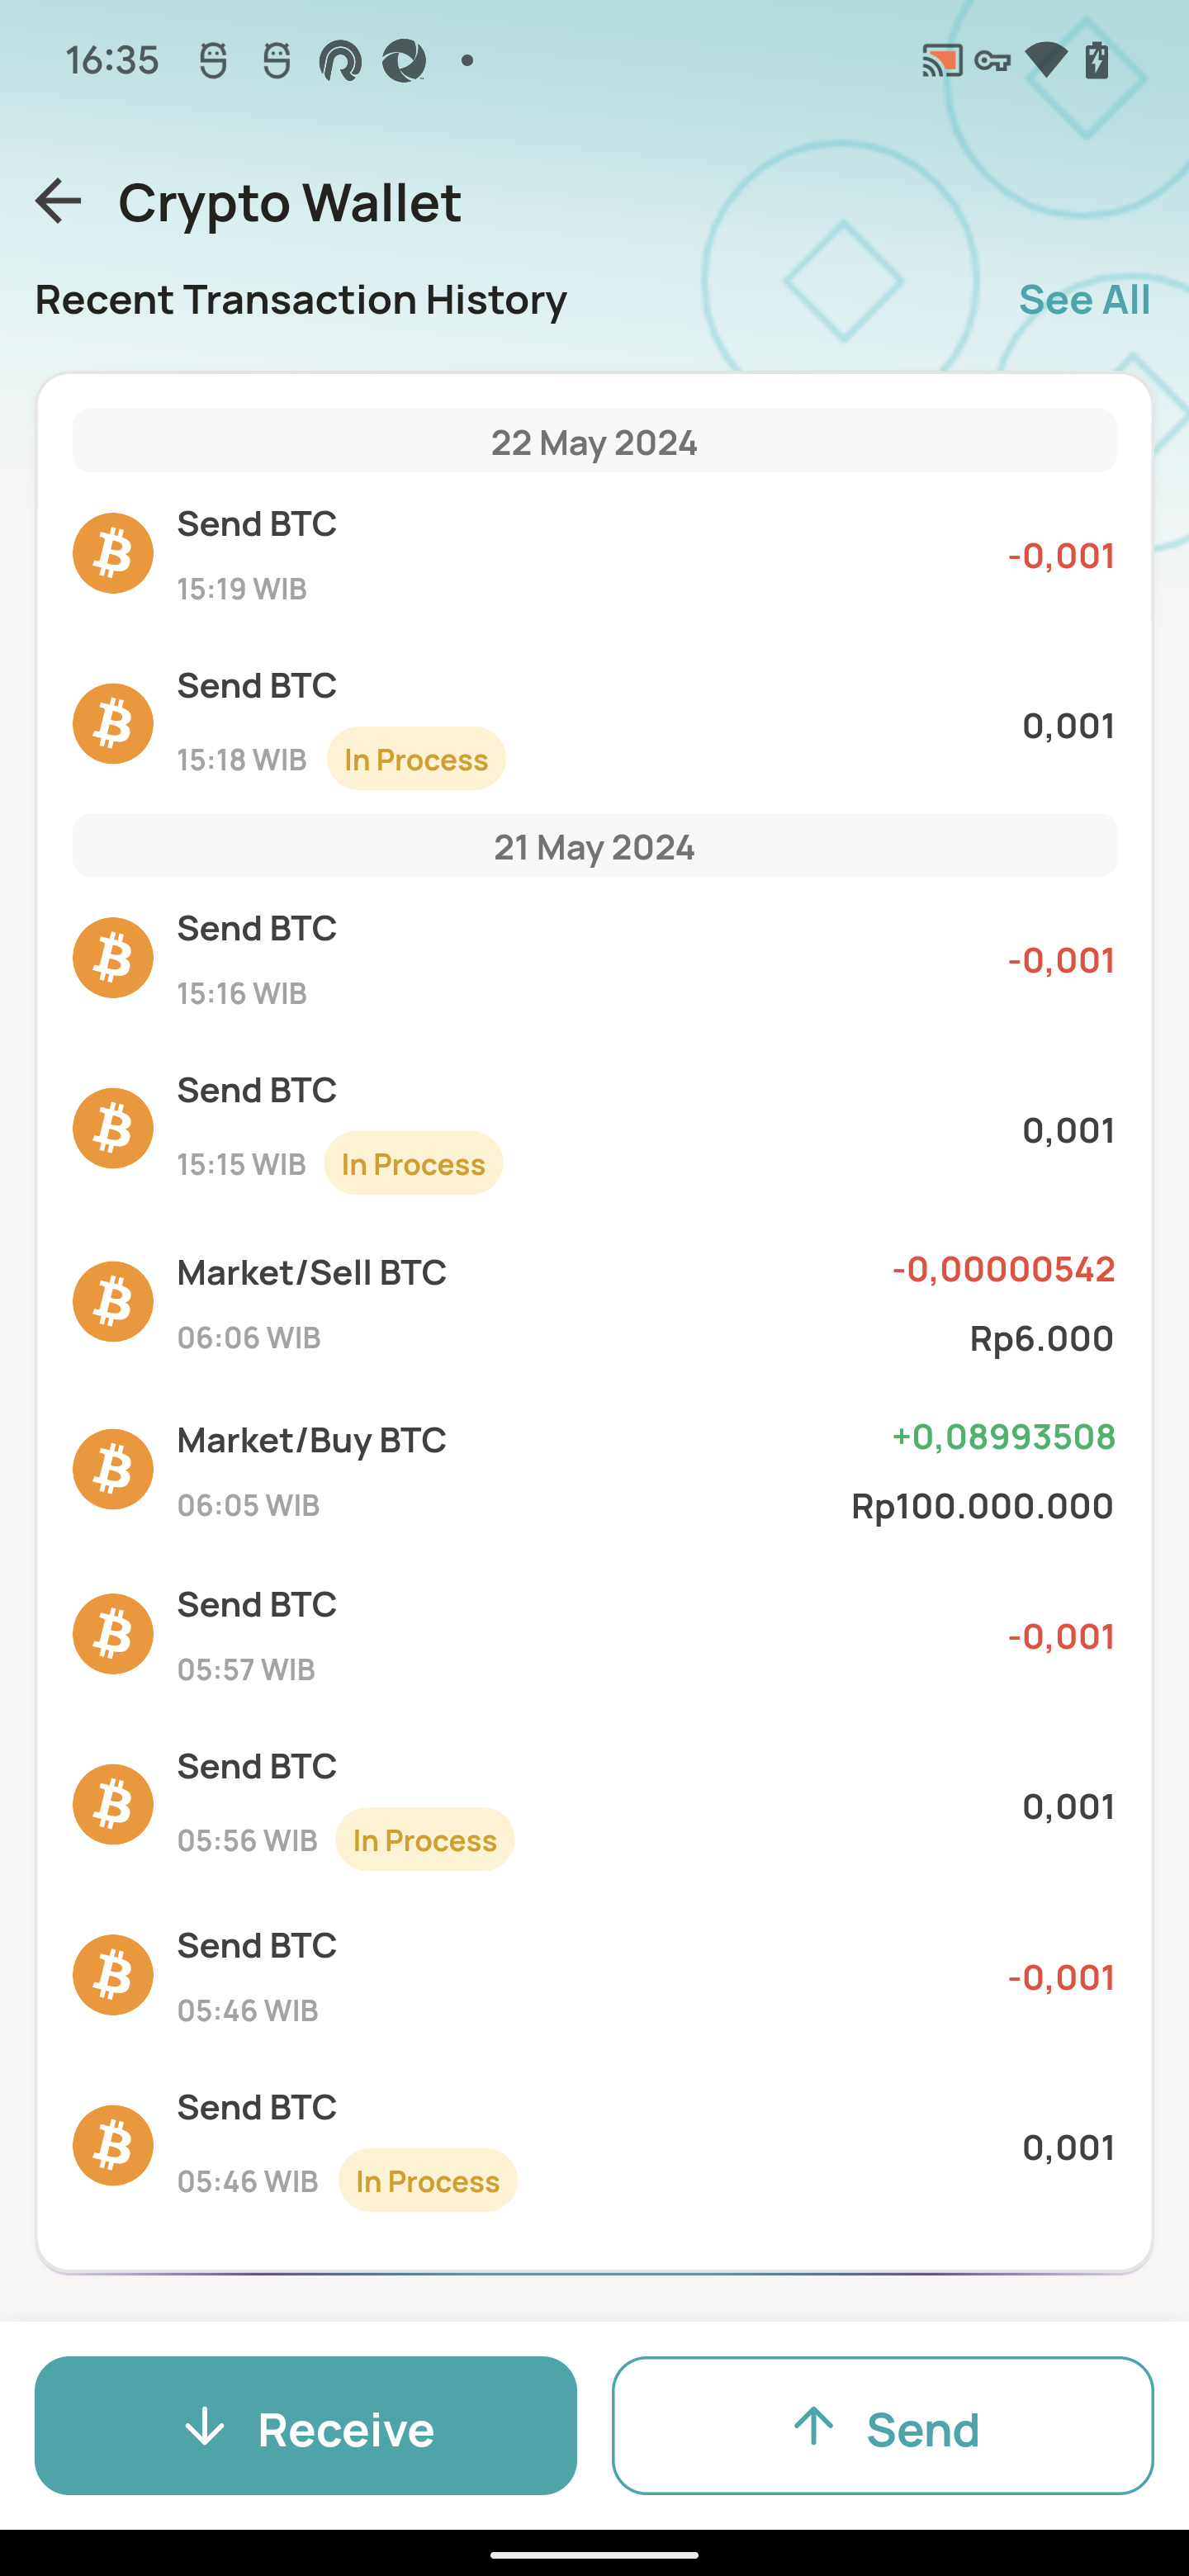 16:35
Crypto Wallet
Recent Transaction History
See All
22 May 2024
Send BTC
-0,001
15:19 WIB
Send BTC
0,001
15:18 WIB
In Process
21 May 2024
Send BTC
-0,001
15:16 WIB
Send BTC
0,001
15:15 WIB
In Process
Market/Sell BTC
-0,00000542
06:06 WIB
Rp6.000
Market/Buy BTC
+0,08993508
06:05 WIB
Rp100.000.000
Send BTC
-0,001
05:57 WIB
Send BTC
0,001
05:56 WIB
In Process
Send BTC
-0,001
05:46 WIB
Send BTC
0,001
05:46 WIB
In Process
Receive
Send